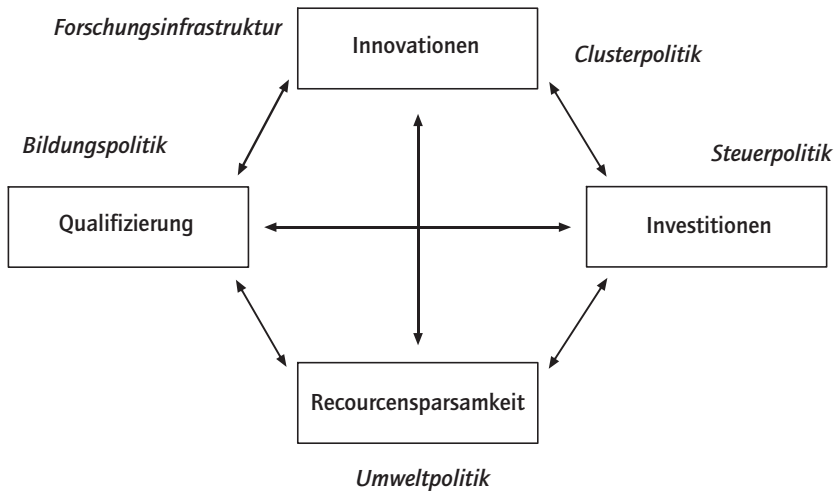 Forschungsinfrastruktur
Innovationen
Clusterpolitik
Bildungspolitik
Steuerpolitik
Qualifizierung
Investitionen
Recourcensparsamkeit
Umweltpolitik